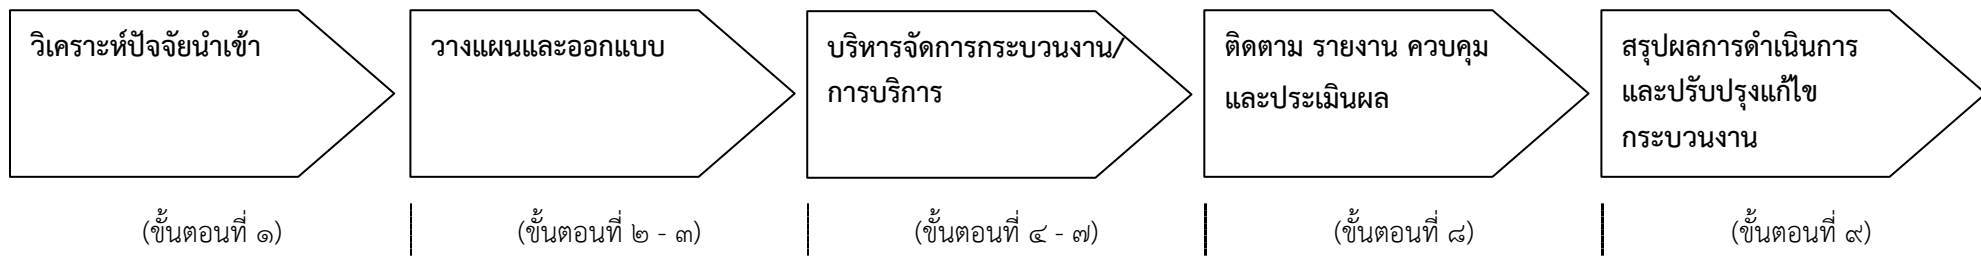 วิเคราะห์ปัจจัยนำเข้า
วางแผนและออกแบบ
บริหารจัดการกระบวนงาน/
การบริการ
ติดตาม รายงาน ควบคุม
และประเมินผล
สรุปผลการดำเนินการ
และปรับปรุงแก้ไข
กระบวนงาน
(ขั้นตอนที่ ๑)
(ขั้นตอนที่ ๒ - ๓)
(ขั้นตอนที่ ๔ - ๗)
(ขั้นตอนที่ ๘)
(ขั้นตอนที่ ๙)